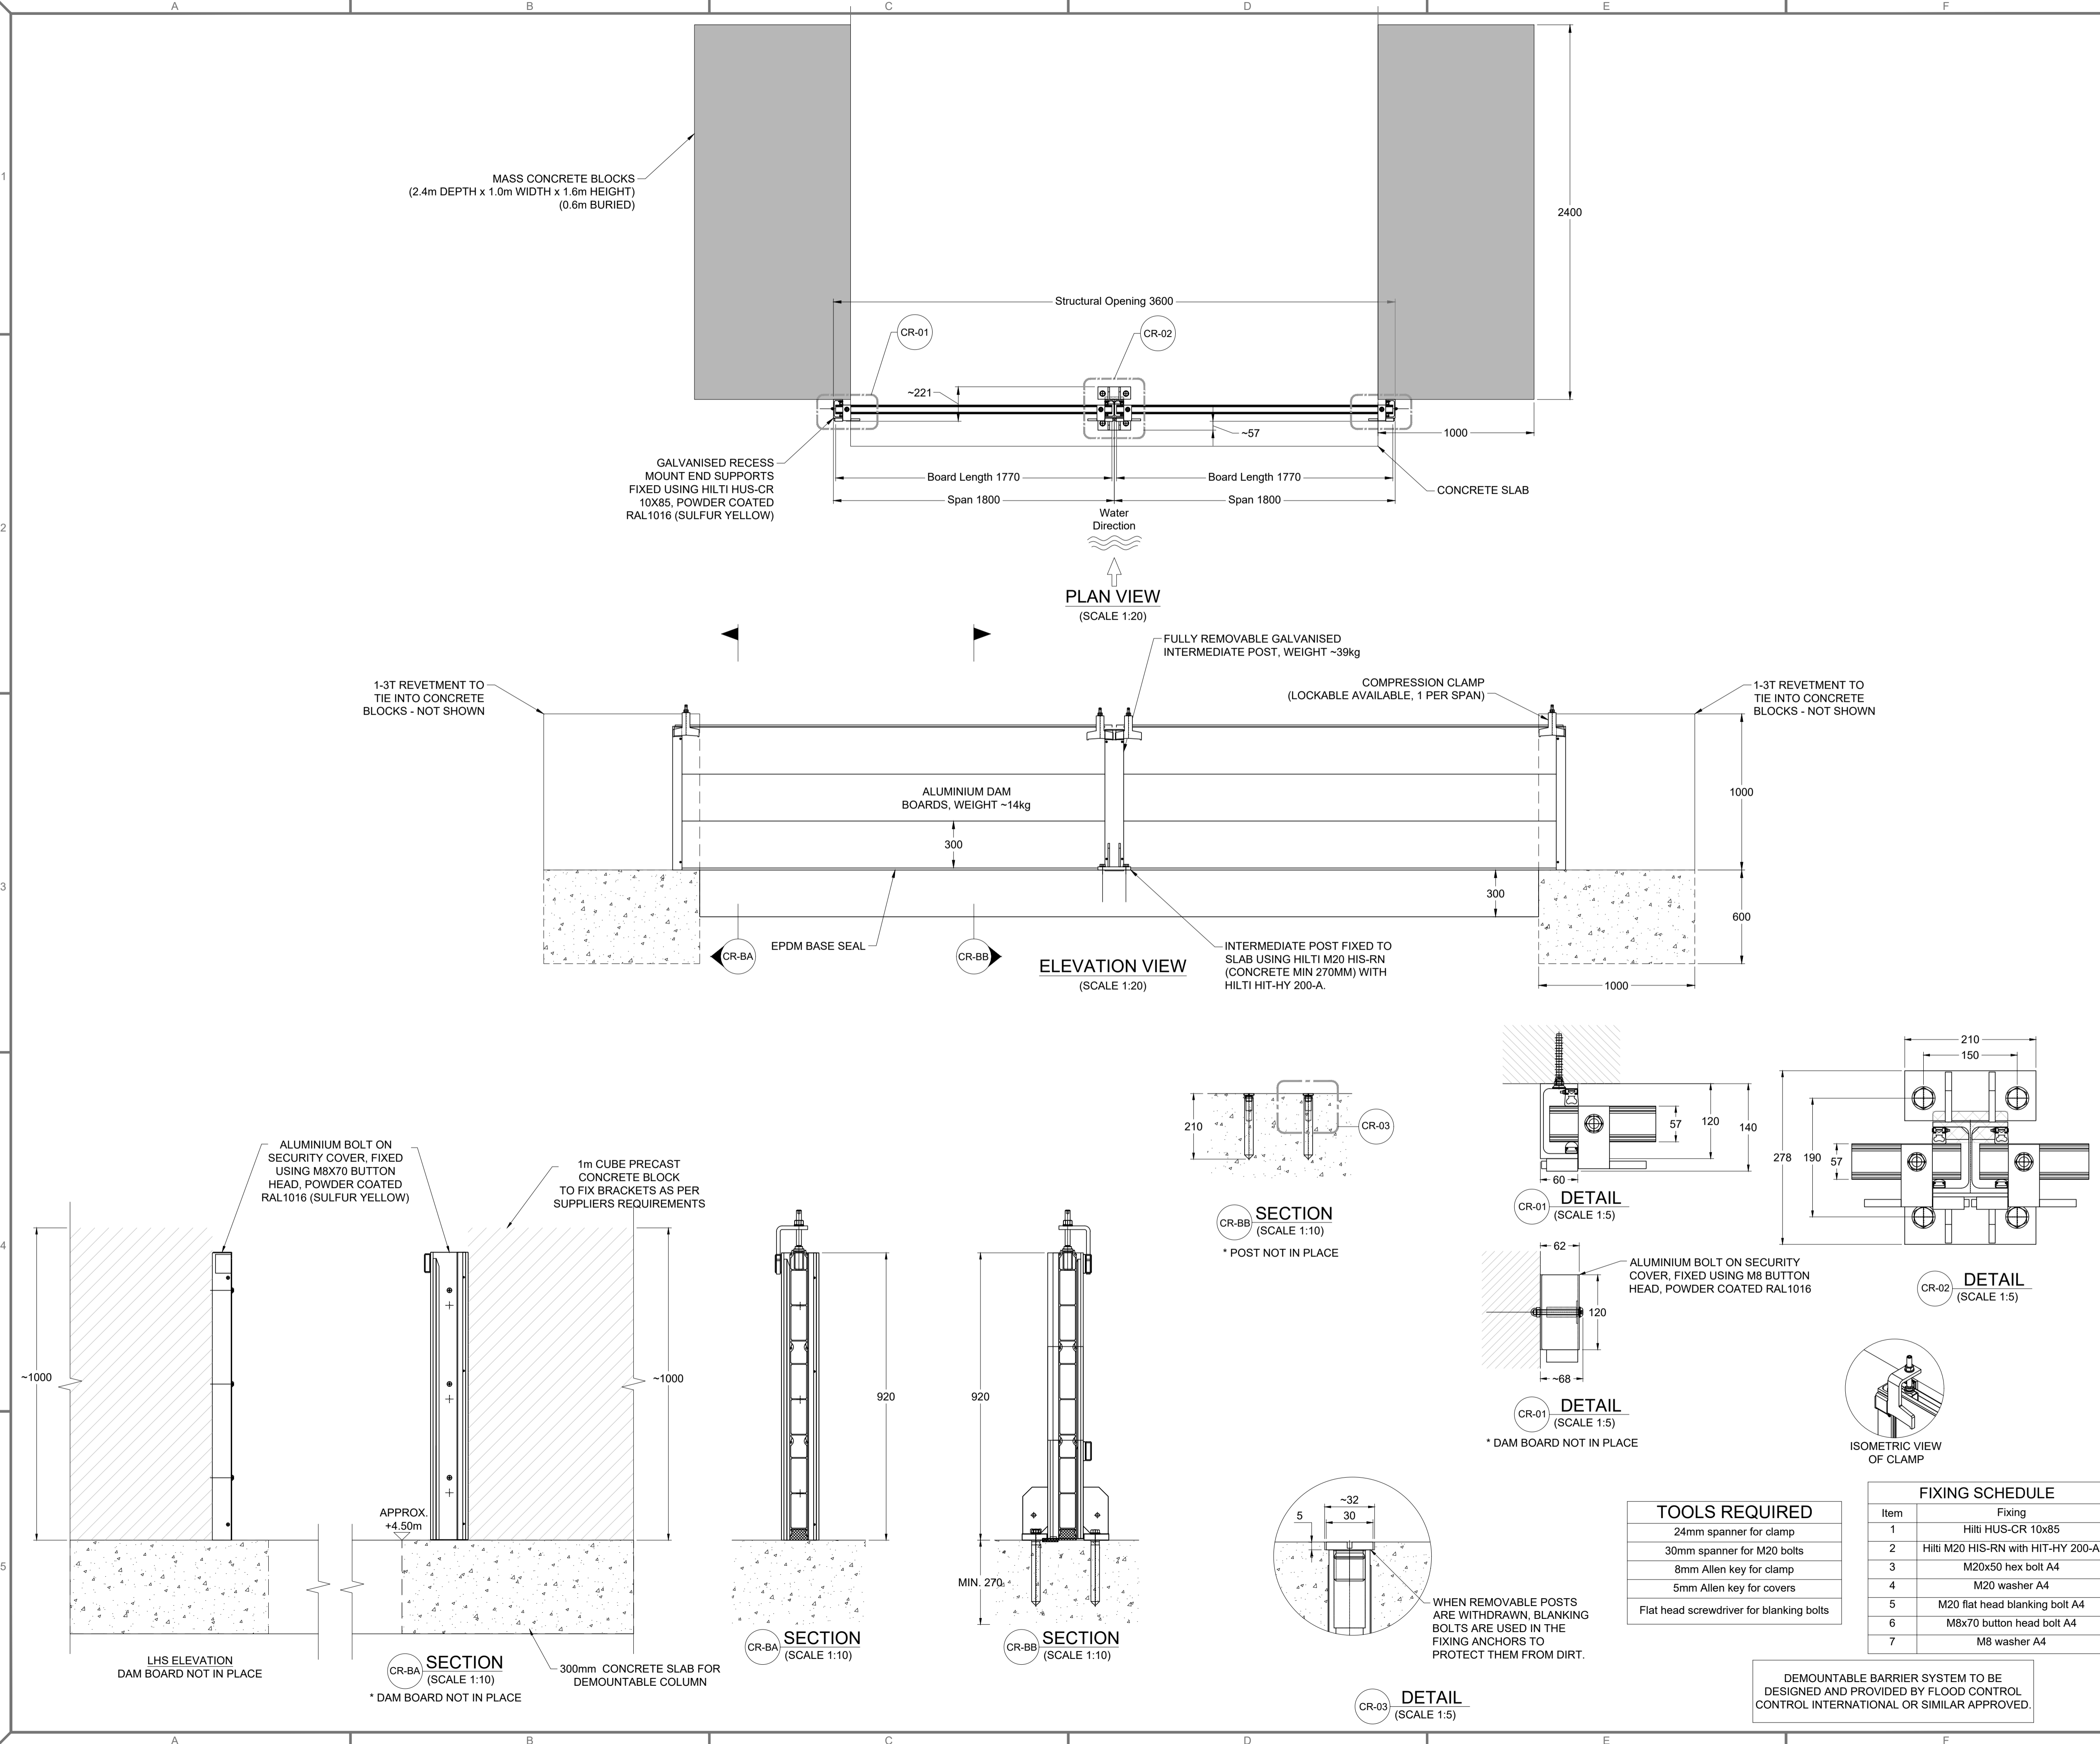 A
B
C
D
E
F
1
MASS CONCRETE BLOCKS
(2.4m DEPTH x 1.0m WIDTH x 1.6m HEIGHT)
(0.6m BURIED)
2400
Structural Opening 3600
CR-01
CR-02
~221
~57
1000
GALVANISED RECESS
MOUNT END SUPPORTS
FIXED USING HILTI HUS-CR
10X85, POWDER COATED
RAL1016 (SULFUR YELLOW)
Board Length 1770
Board Length 1770
CONCRETE SLAB
Span 1800
Span 1800
2
Water
Direction
PLAN VIEW
(SCALE 1:20)
FULLY REMOVABLE GALVANISED
INTERMEDIATE POST, WEIGHT ~39kg
1-3T REVETMENT TO
TIE INTO CONCRETE
BLOCKS - NOT SHOWN
COMPRESSION CLAMP
(LOCKABLE AVAILABLE, 1 PER SPAN)
1-3T REVETMENT TO
TIE INTO CONCRETE
BLOCKS - NOT SHOWN
ALUMINIUM DAM
BOARDS, WEIGHT ~14kg
1000
300
3
300
600
CR-BA
EPDM BASE SEAL
CR-BB
ELEVATION VIEW
(SCALE 1:20)
INTERMEDIATE POST FIXED TO
SLAB USING HILTI M20 HIS-RN
(CONCRETE MIN 270MM) WITH
HILTI HIT-HY 200-A.
1000
ALUMINIUM BOLT ON
SECURITY COVER, FIXED
USING M8X70 BUTTON
HEAD, POWDER COATED
RAL1016 (SULFUR YELLOW)
1m CUBE PRECAST
CONCRETE BLOCK
TO FIX BRACKETS AS PER
SUPPLIERS REQUIREMENTS
210
CR-03
CR-BB
SECTION
(SCALE 1:10)
* POST NOT IN PLACE
57
120
140
60
CR-01
DETAIL
(SCALE 1:5)
210
150
278
190
57
CR-02
DETAIL
(SCALE 1:5)
4
62
ALUMINIUM BOLT ON SECURITY
COVER, FIXED USING M8 BUTTON
HEAD, POWDER COATED RAL1016
120
~68
CR-01
DETAIL
(SCALE 1:5)
* DAM BOARD NOT IN PLACE
ISOMETRIC VIEW
OF CLAMP
~1000
~1000
920
920
APPROX.
+4.50m
5
MIN. 270
LHS ELEVATION
DAM BOARD NOT IN PLACE
CR-BA
SECTION
(SCALE 1:10)
* DAM BOARD NOT IN PLACE
300mm CONCRETE SLAB FOR
DEMOUNTABLE COLUMN
CR-BA
SECTION
(SCALE 1:10)
CR-BB
SECTION
(SCALE 1:10)
~32
30
5
WHEN REMOVABLE POSTS
ARE WITHDRAWN, BLANKING
BOLTS ARE USED IN THE
FIXING ANCHORS TO
PROTECT THEM FROM DIRT.
CR-03
DETAIL
(SCALE 1:5)
TOOLS REQUIRED
24mm spanner for clamp
30mm spanner for M20 bolts
8mm Allen key for clamp
5mm Allen key for covers
Flat head screwdriver for blanking bolts
FIXING SCHEDULE
Item Fixing
1 Hilti HUS-CR 10x85
2 Hilti M20 HIS-RN with HIT-HY 200-A
3 M20x50 hex bolt A4
4 M20 washer A4
5 M20 flat head blanking bolt A4
6 M8x70 button head bolt A4
7 M8 washer A4
DEMOUNTABLE BARRIER SYSTEM TO BE
DESIGNED AND PROVIDED BY FLOOD CONTROL
CONTROL INTERNATIONAL OR SIMILAR APPROVED.
A
B
C
D
E
F